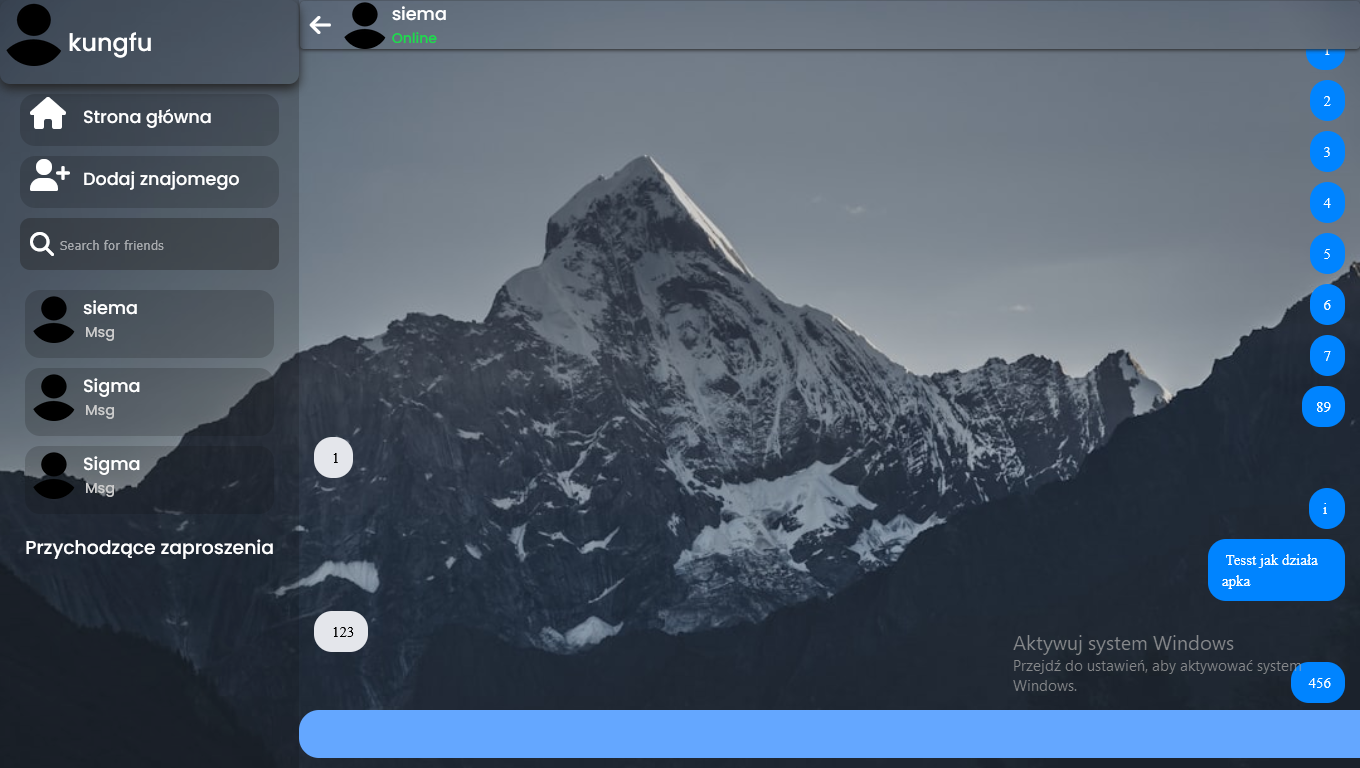 kungfu
Strona główna
Dodaj znajomego
Search for friends
siema
Msg
Sigma
Msg
Sigma
Msg
Przychodzące zaproszenia
siema
Online
1
2
3
4
5
6
7
89
1
i
Tesst jak działa
apka
123
456
Aktywuj system Windows
Przejdź do ustawień, aby aktywować system
Windows.